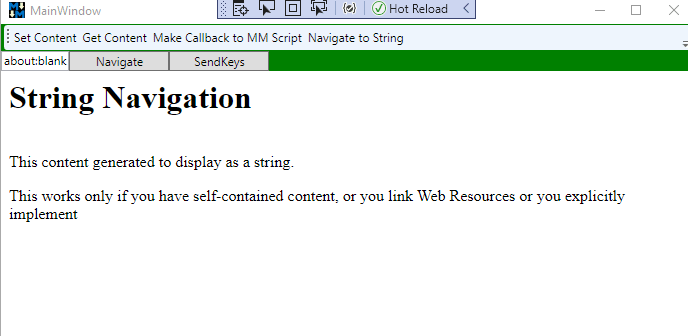 MainWindow
Hot Reload
Set Content Get Content Make Callback to MM Script Navigate to String
about:blank Navigate SendKeys
String Navigation
This content generated to display as a string.
This works only if you have self-contained content, or you link Web Resources or you explicitly
implement